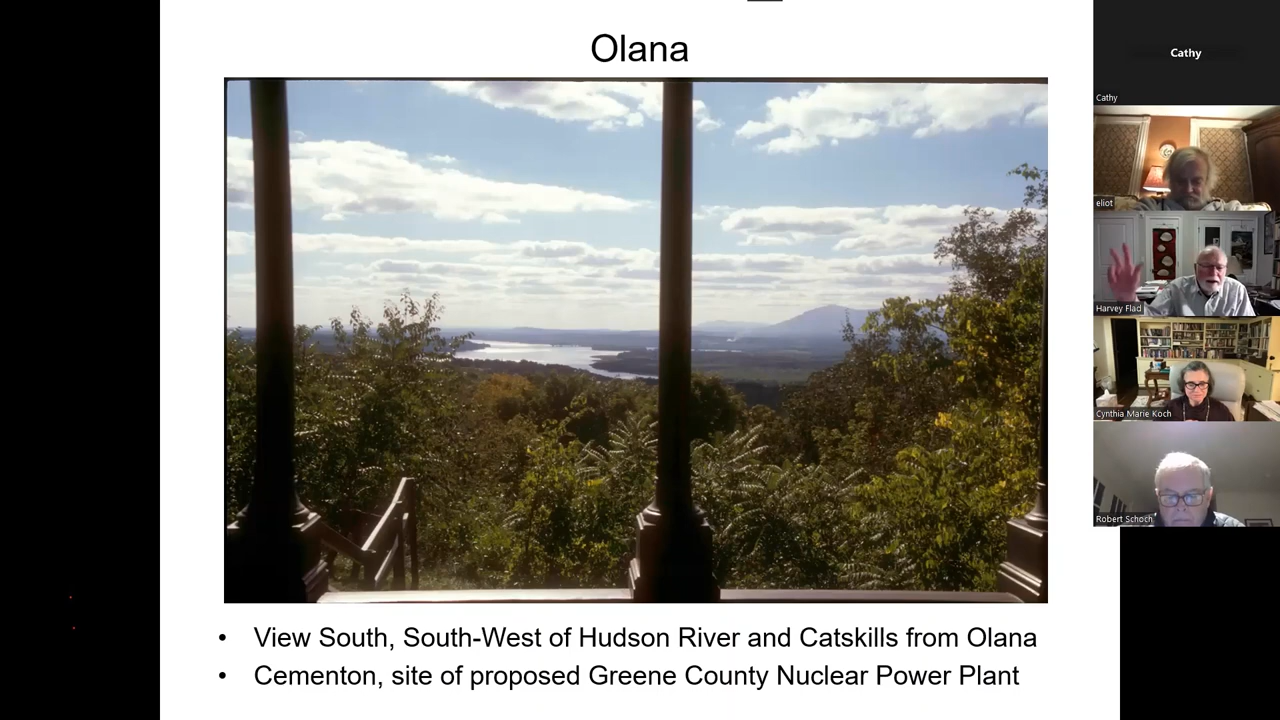 Olana
• View South, South-West of Hudson River and Catskills from Olana
• Cementon, site of proposed Greene County Nuclear Power Plant
Cathy
Cathy
eliot
Harvey Flad
Cynthia Marie Koch
Robert Schoch